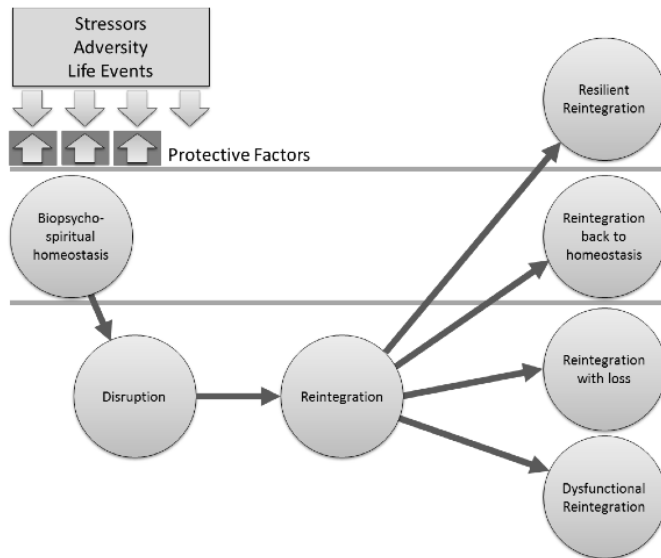 Stressors
Adversity
Life Events
Protective Factors
Resilient
Reintegration
Biopsycho-
spiritual
homeostasis
Reintegration
back to
homeostasis
Disruption
Reintegration
Reintegration
with loss
Dysfunctional
Reintegration